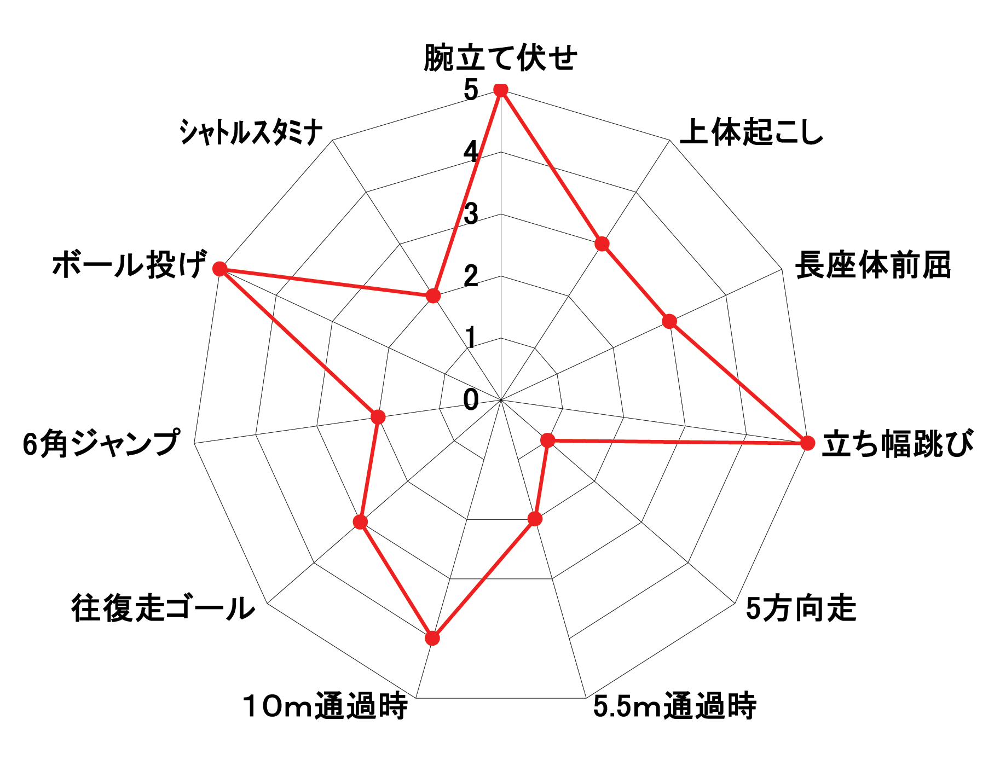 腕立て伏せ
5
シャトルスタミナ
上体起こし
4
3
ボール投げ
長座体前屈
2
1
0
6角ジャンプ
立ち幅跳び
往復走ゴール
5方向走
１０ｍ通過時
5.5ｍ通過時